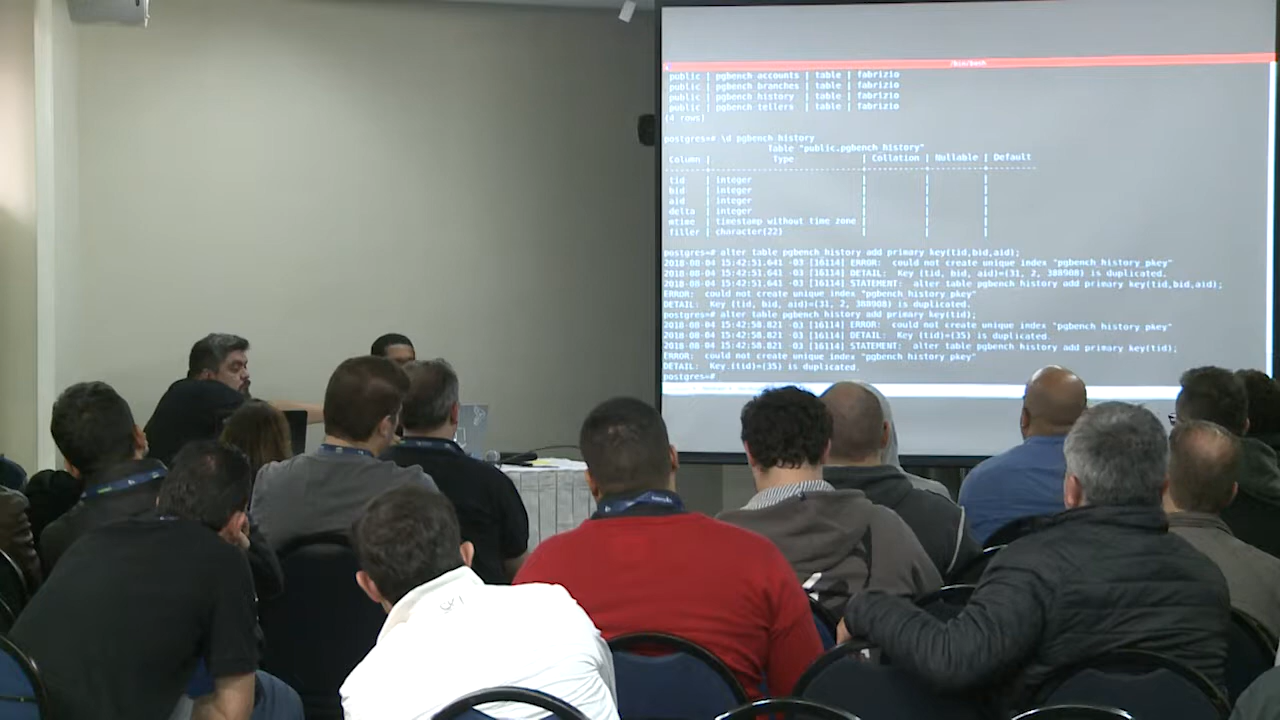 /bin/bash
public | pgbench_accounts | table | fabrizio
public | pgbench_branches | table | fabrizio
public | pgbench_history | table | fabrizio
public | pgbench_tellers | table | fabrizio
(4 rows)
postgres=# \d pgbench_history
Table "public.pgbench_history"
Column | Type | Collation | Nullable | Default
tid | integer | | |
bid | integer | | |
aid | integer | | |
delta | integer | | |
mtime | timestamp without time zone | | |
filler | character(22) | | |
postgres=# alter table pgbench_history add primary key(tid,bid,aid);
2018-08-04 15:42:51.641 -03 [16114] ERROR: could not create unique index "pgbench_history_pkey"
2018-08-04 15:42:51.641 -03 [16114] DETAIL: Key (tid, bid, aid)=(31, 2, 388908) is duplicated.
2018-08-04 15:42:51.641 -03 [16114] STATEMENT: alter table pgbench_history add primary key(tid,bid,aid);
ERROR: could not create unique index "pgbench_history_pkey"
DETAIL: Key (tid, bid, aid)=(31, 2, 388908) is duplicated.
postgres=# alter table pgbench_history add primary key(tid);
2018-08-04 15:42:58.821 -03 [16114] ERROR: could not create unique index "pgbench_history_pkey"
2018-08-04 15:42:58.821 -03 [16114] DETAIL: Key (tid)=(35) is duplicated.
2018-08-04 15:42:58.821 -03 [16114] STATEMENT: alter table pgbench_history add primary key(tid);
ERROR: could not create unique index "pgbench_history_pkey"
DETAIL: Key (tid)=(35) is duplicated.
postgres=#